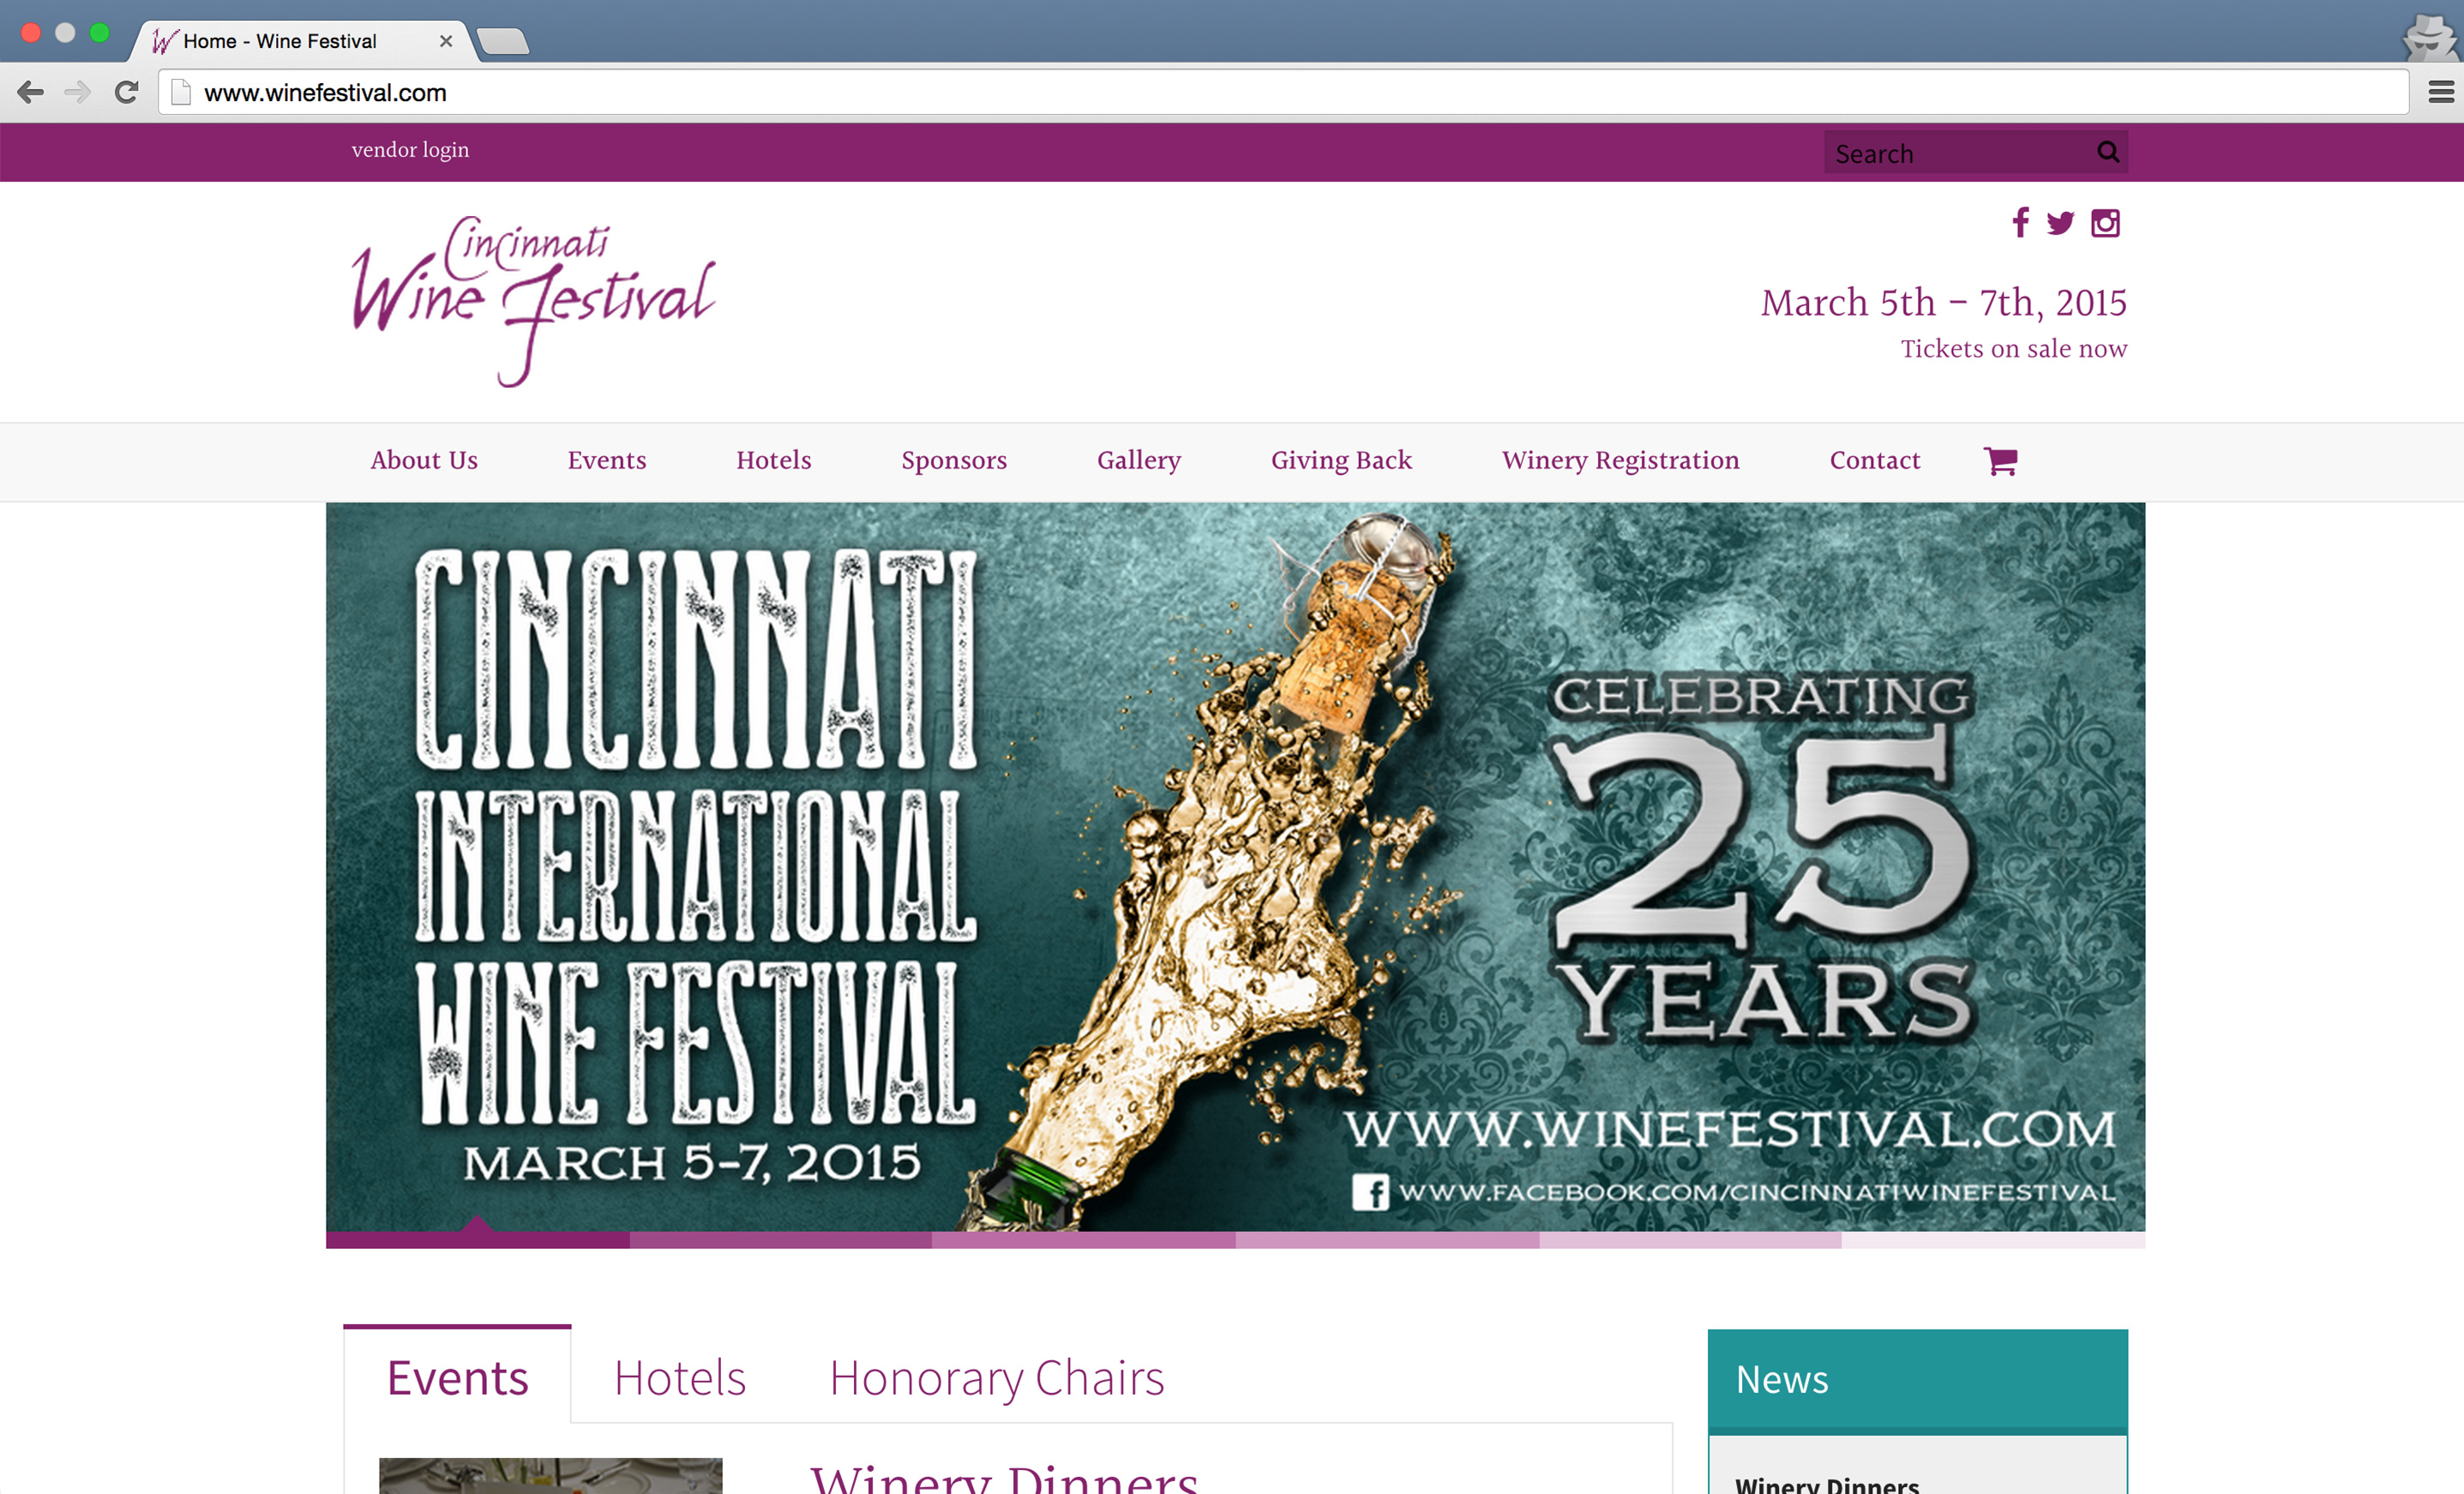 Home - Wine Festival
www.winefestival.com
vendor login
Search
Cincinnati
Wine Festival
March 5th – 7th, 2015
Tickets on sale now
About Us Events Hotels Sponsors Gallery Giving Back Winery Registration Contact
CINCINNATI
INTERNATIONAL
WINE FESTIVAL
MARCH 5-7, 2015
CELEBRATING
25
YEARS
WWW.WINEFESTIVAL.COM
WWW.FACEBOOK.COM/CINCINNATIWINEFESTIVAL
Events Hotels Honorary Chairs
News
Winery Dinners
Winery Dinners